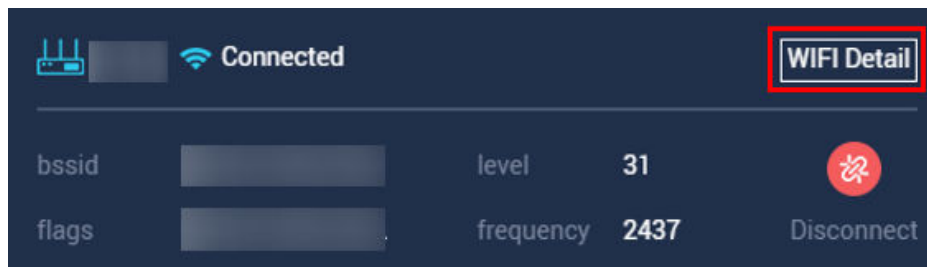 Connected WIFI Detail
bssid level 31
flags frequency 2437
Disconnect